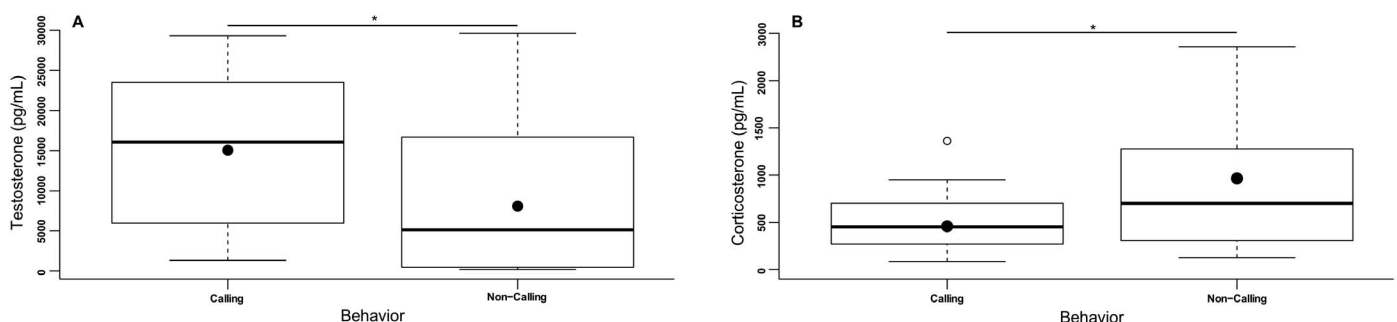 A
*
Testosterone (pg/mL)
30000
25000
20000
15000
10000
5000
0
Calling
Non-Calling
Behavior
B
*
Corticosterone (pg/mL)
3000
2000
1500
1000
500
0
Calling
Non-Calling
Behavior